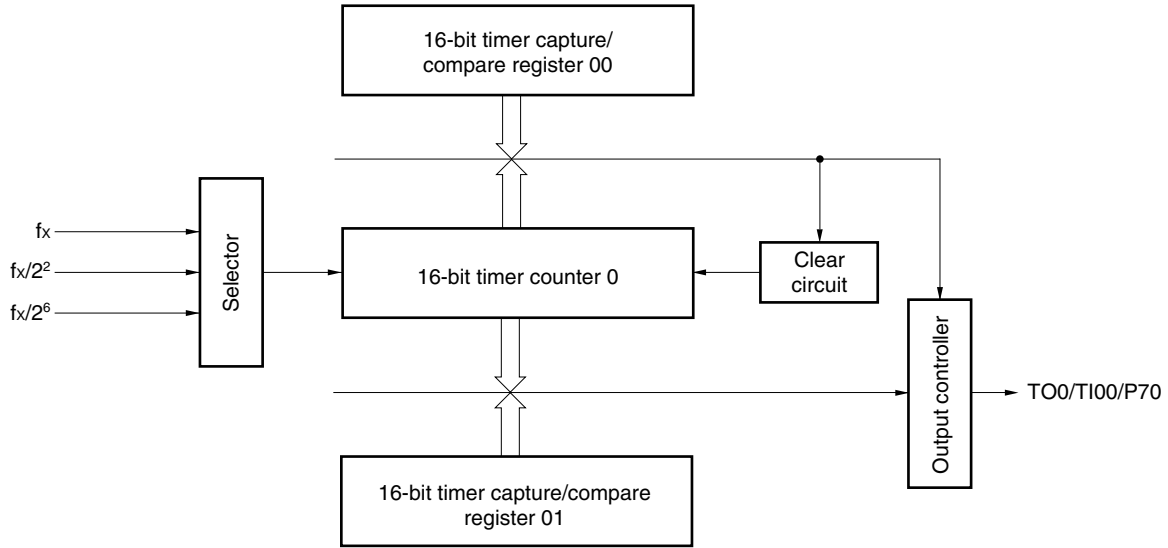 16-bit timer capture/
compare register 00
fx
fx/2²
fx/2⁶
Selector
16-bit timer counter 0
Clear
circuit
Output controller
TO0/TI00/P70
16-bit timer capture/compare
register 01